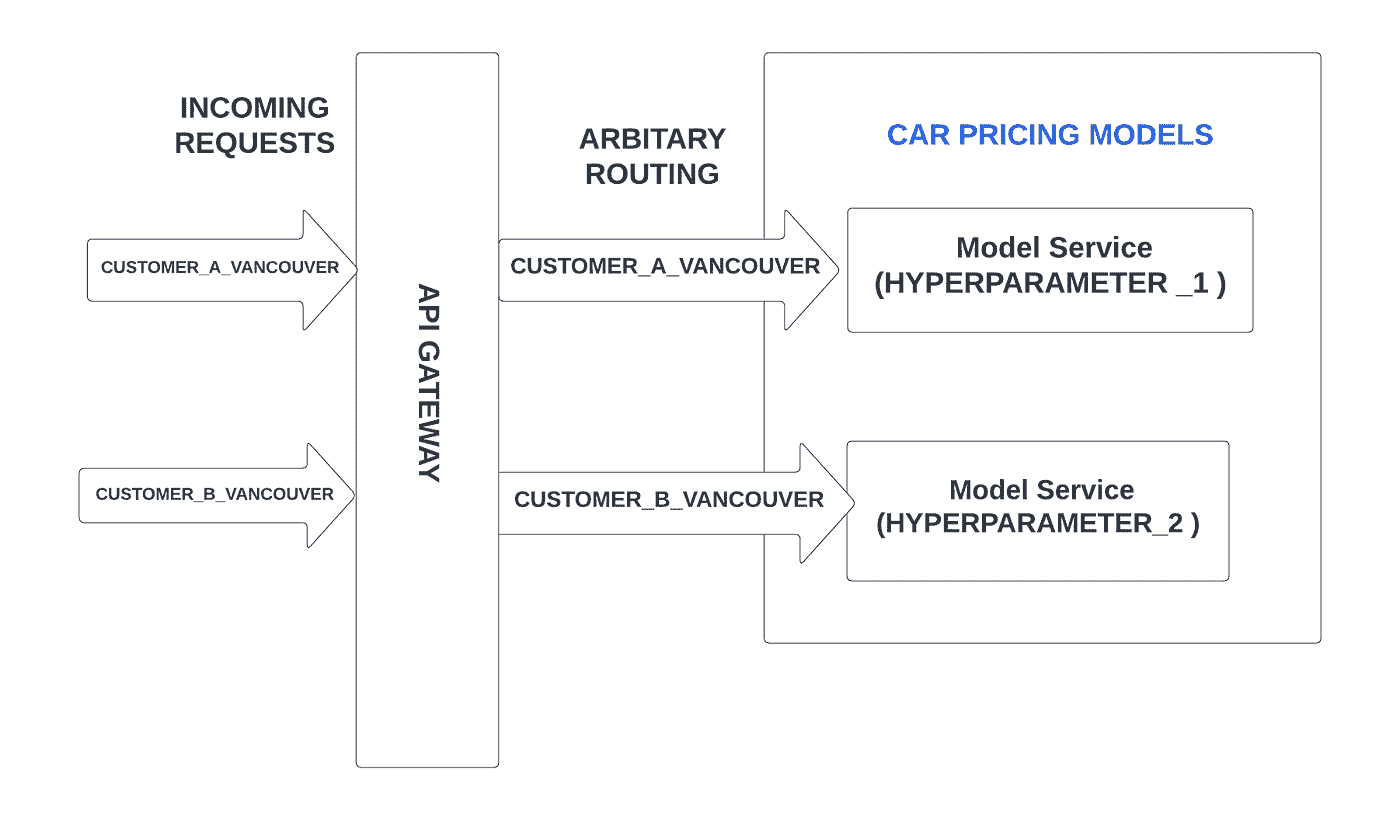 INCOMING
REQUESTS
ARBITARY
ROUTING
CAR PRICING MODELS
CUSTOMER_A_VANCOUVER
CUSTOMER_A_VANCOUVER
Model Service
(HYPERPARAMETER _1 )
API GATEWAY
CUSTOMER_B_VANCOUVER
CUSTOMER_B_VANCOUVER
Model Service
(HYPERPARAMETER_2 )